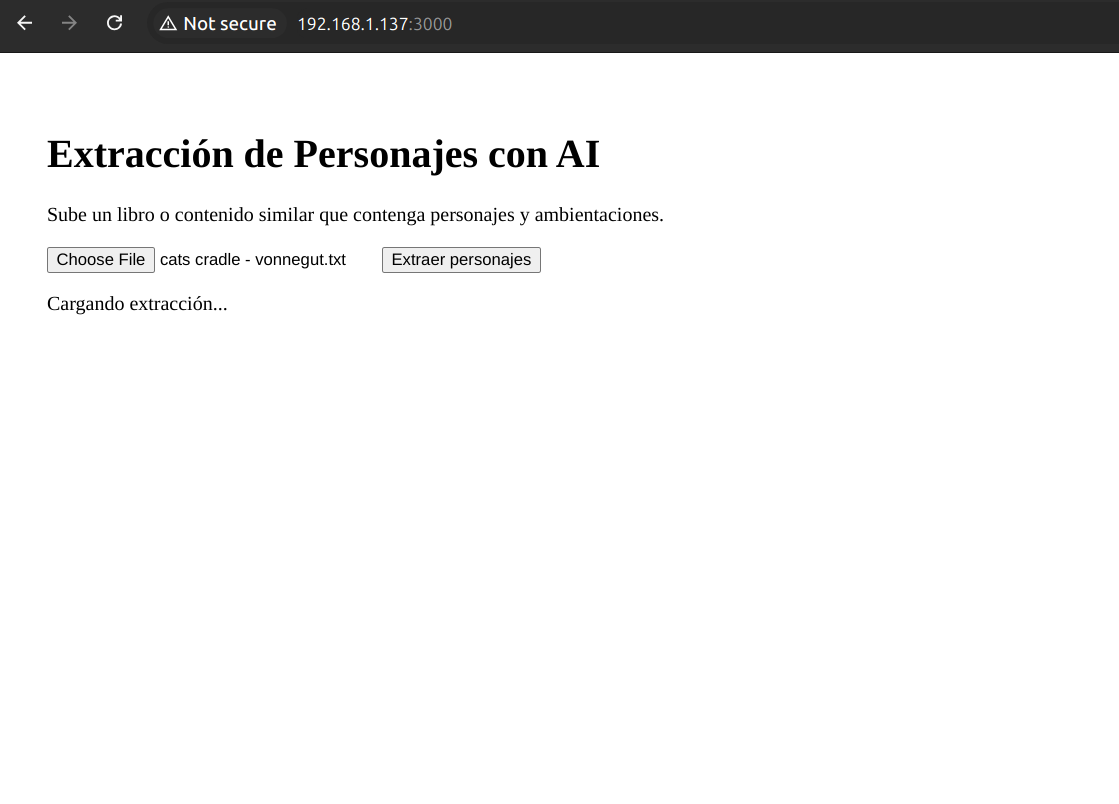 Not secure 192.168.1.137:3000
Extracción de Personajes con AI
Sube un libro o contenido similar que contenga personajes y ambientaciones.
Choose File cats cradle - vonnegut.txt Extraer personajes
Cargando extracción...